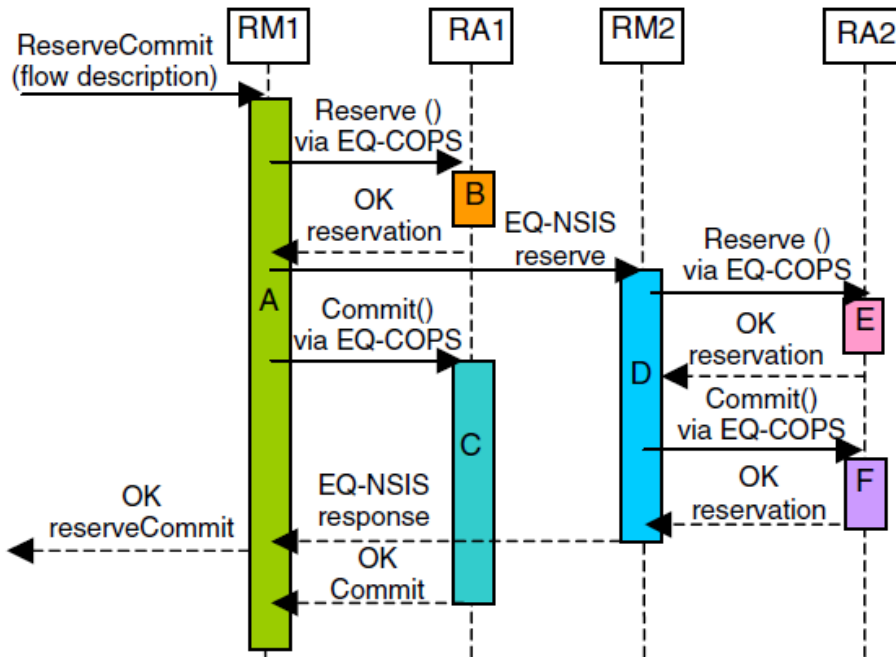 RM1
RA1
RM2
RA2
ReserveCommit
(flow description)
Reserve ()
via EQ-COPS
B
OK
reservation
EQ-NSIS
reserve
Reserve ()
via EQ-COPS
A
E
Commit()
via EQ-COPS
OK
reservation
D
Commit()
via EQ-COPS
C
F
EQ-NSIS
response
OK
reservation
OK
reserveCommit
OK
Commit